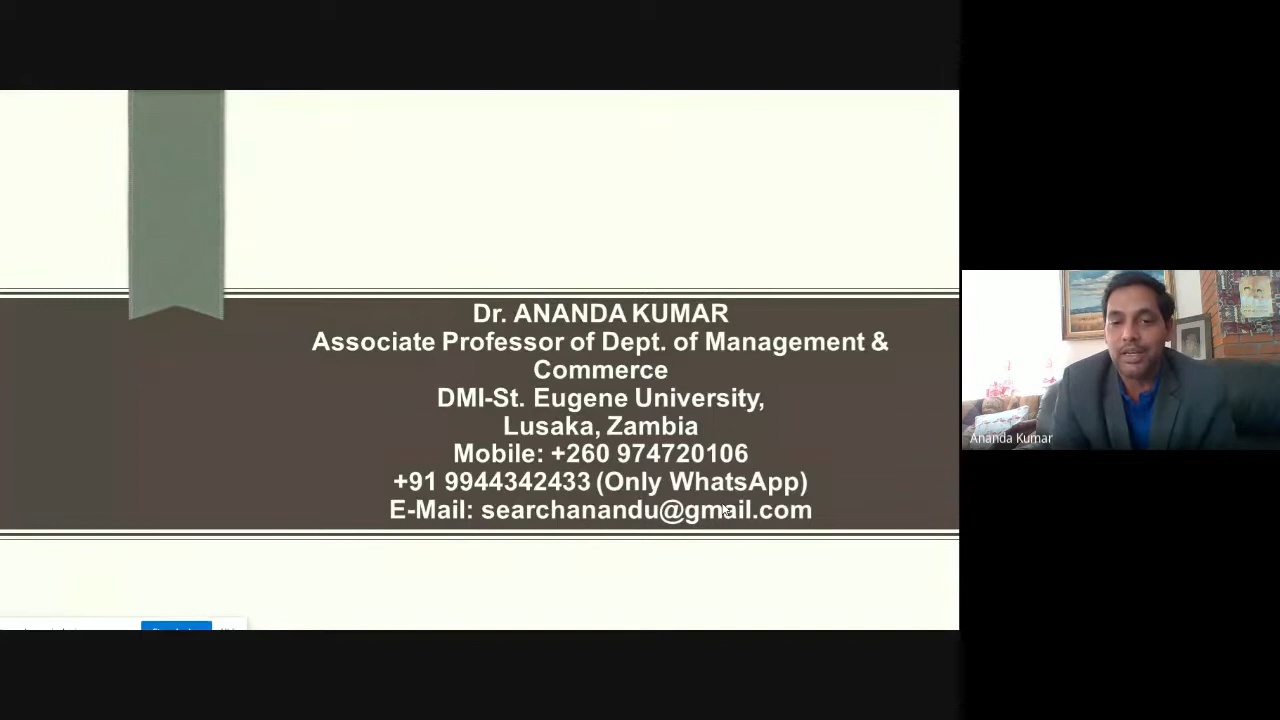 Dr. ANANDA KUMAR
Associate Professor of Dept. of Management &
Commerce
DMI-St. Eugene University,
Lusaka, Zambia
Mobile: +260 974720106
+91 9944342433 (Only WhatsApp)
E-Mail: searchanandu@gmail.com
Ananda Kumar